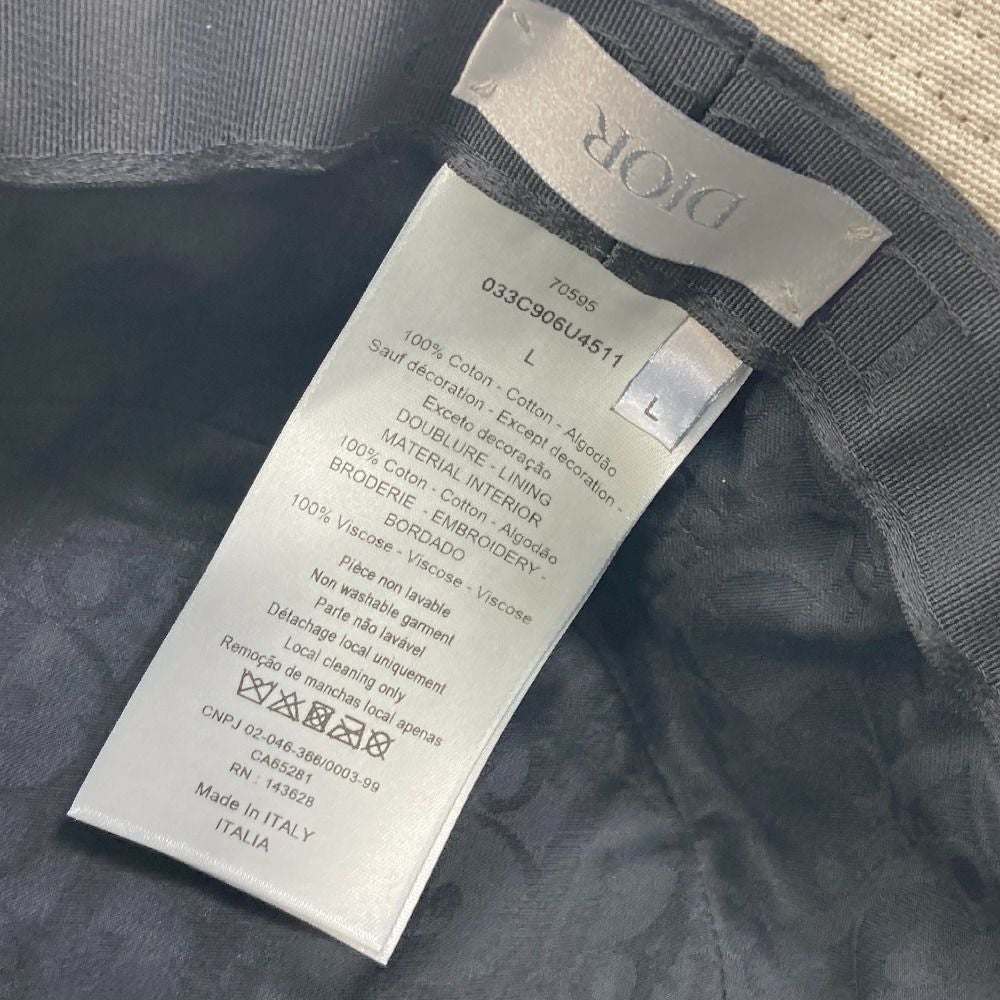 DIOR
70595
033C906U4511
L
100% Coton - Cotton - Algodão
Sauf décoration - Except decoration -
Exceto decoração
DOUBLURE - LINING
MATERIAL INTERIOR
100% Coton - Cotton - Algodão
BRODERIE - EMBROIDERY -
BORDADO
100% Viscose - Viscose - Viscose
Pièce non lavable
Non washable garment
Parte não lavável
Détachage local uniquement
Local cleaning only
Remoção de manchas local apenas
CNPJ 02-046-366/0003-99
CA65281
RN : 143628
Made In ITALY
ITALIA
L